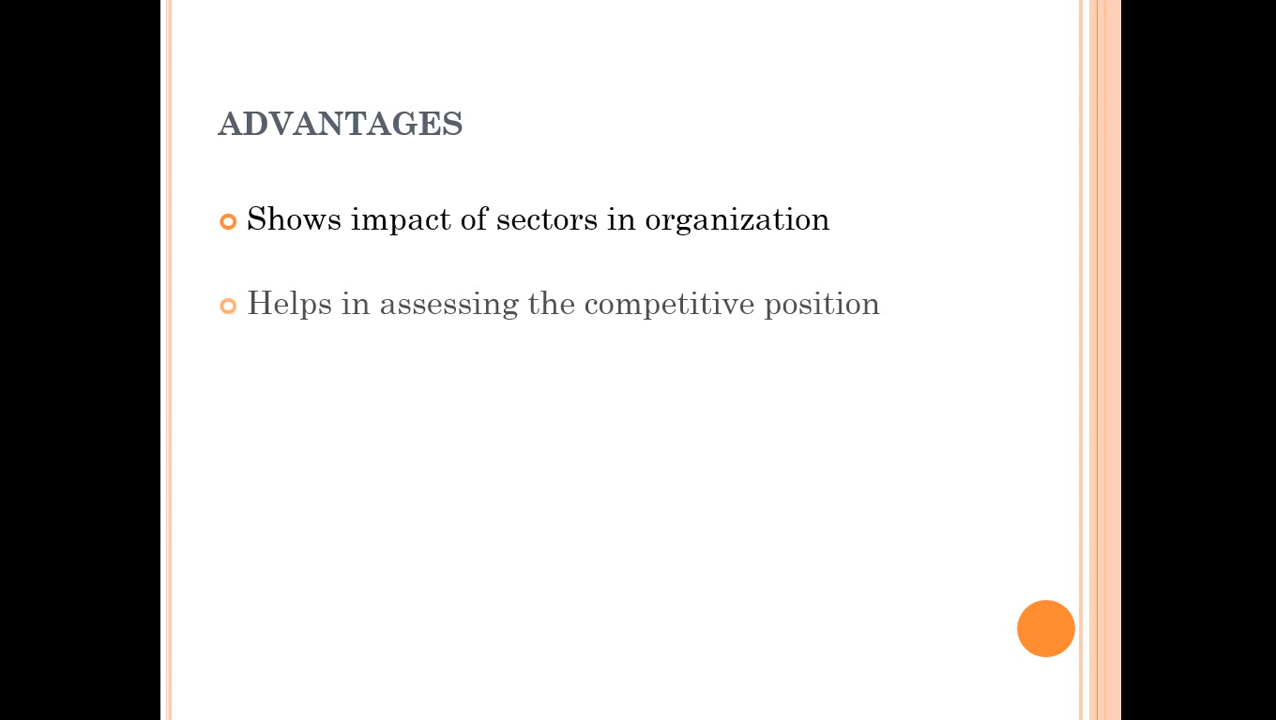 ADVANTAGES
Shows impact of sectors in organization
Helps in assessing the competitive position